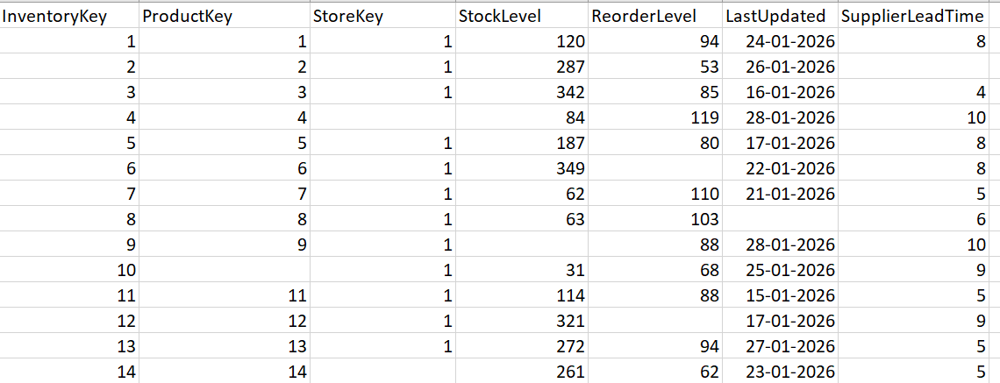 InventoryKey ProductKey StoreKey StockLevel ReorderLevel LastUpdated SupplierLeadTime
1 1 1 120 94 24-01-2026 8
2 2 1 287 53 26-01-2026
3 3 1 342 85 16-01-2026 4
4 4 84 119 28-01-2026 10
5 5 1 187 80 17-01-2026 8
6 6 1 349 22-01-2026 8
7 7 1 62 110 21-01-2026 5
8 8 1 63 103 6
9 9 1 88 28-01-2026 10
10 1 31 68 25-01-2026 9
11 11 1 114 88 15-01-2026 5
12 12 1 321 17-01-2026 9
13 13 1 272 94 27-01-2026 5
14 14 261 62 23-01-2026 5